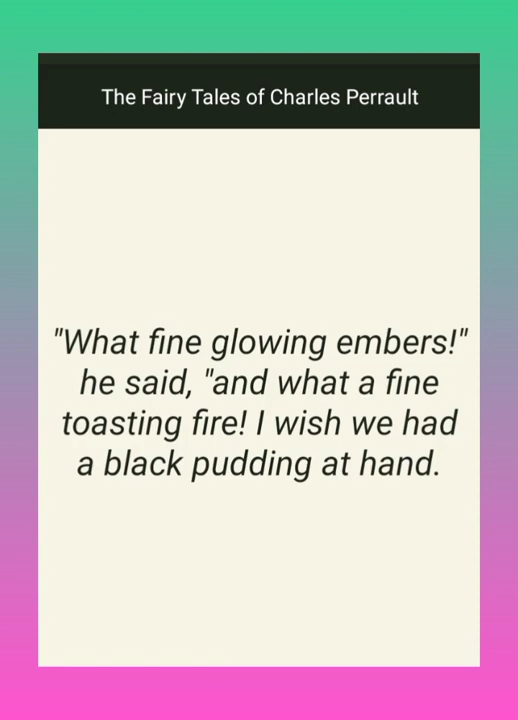 The Fairy Tales of Charles Perrault
"What fine glowing embers!"
he said, "and what a fine
toasting fire! I wish we had
a black pudding at hand.